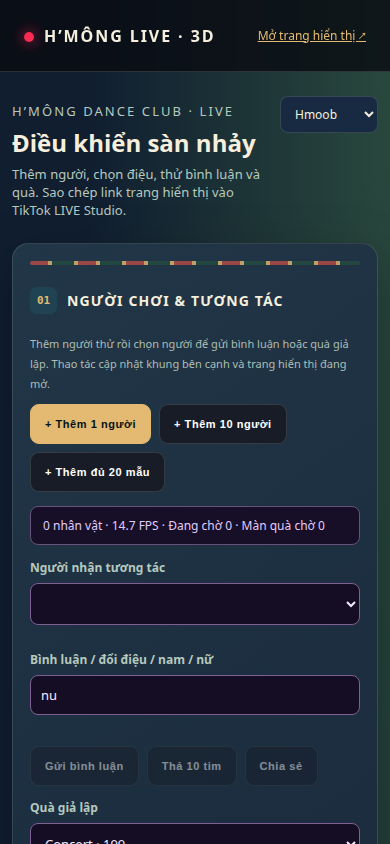 H'MÔNG LIVE · 3D
Mở trang hiển thị ↗
H'MÔNG DANCE CLUB · LIVE
Hmoob
Điều khiển sàn nhảy
Thêm người, chọn điệu, thử bình luận và
quà. Sao chép link trang hiển thị vào
TikTok LIVE Studio.
01
NGƯỜI CHƠI & TƯƠNG TÁC
Thêm người thử rồi chọn người để gửi bình luận hoặc quà giả
lập. Thao tác cập nhật khung bên cạnh và trang hiển thị đang
mở.
+ Thêm 1 người
+ Thêm 10 người
+ Thêm đủ 20 mẫu
0 nhân vật · 14.7 FPS · Đang chờ 0 · Màn quà chờ 0
Người nhận tương tác
Bình luận / đổi điệu / nam / nữ
nu
Gửi bình luận
Thả 10 tim
Chia sẻ
Quà giả lập
Concert · 100